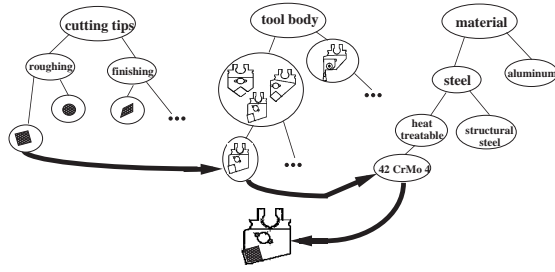 cutting tips
tool body
material
roughing
finishing
steel
aluminum
heat
treatable
structural
steel
42 CrMo 4